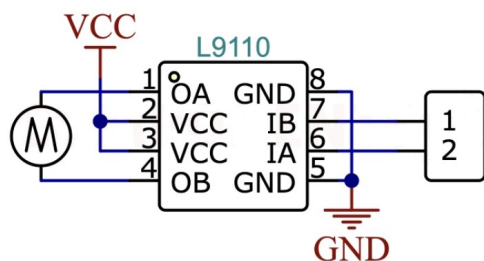 VCC
L9110
1 OA GND 8
M
2 VCC IB 7
1
3 VCC IA 6
2
4 OB GND 5
GND